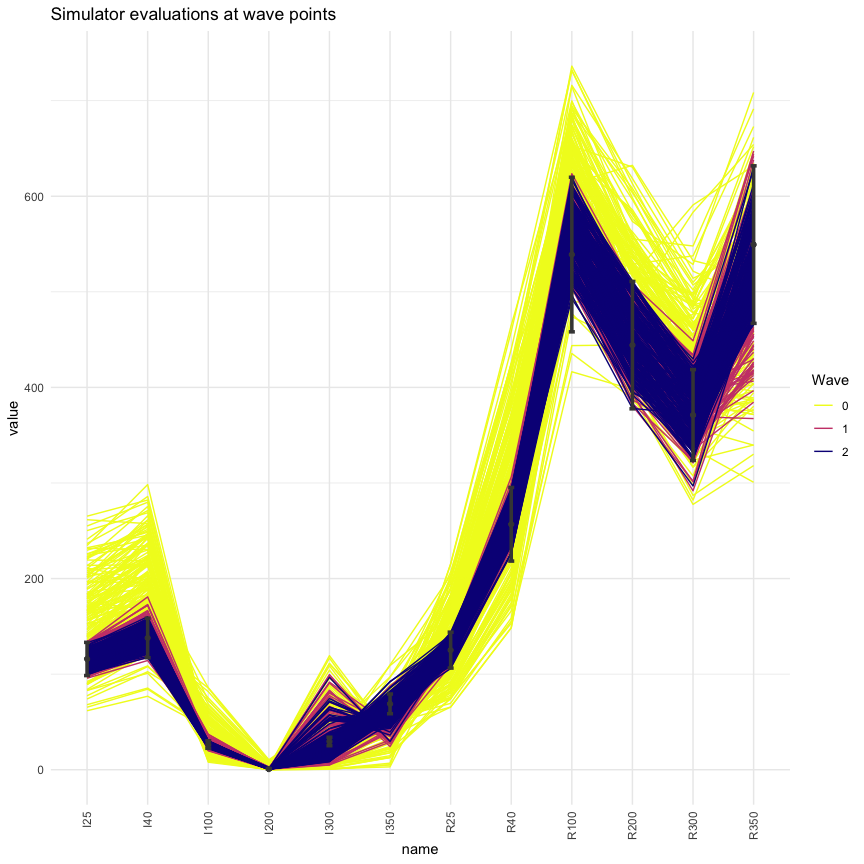 Simulator evaluations at wave points
value
600
400
200
0
I25
I40
I100
I200
I300
I350
R25
R40
R100
R200
R300
R350
name
Wave
0
1
2